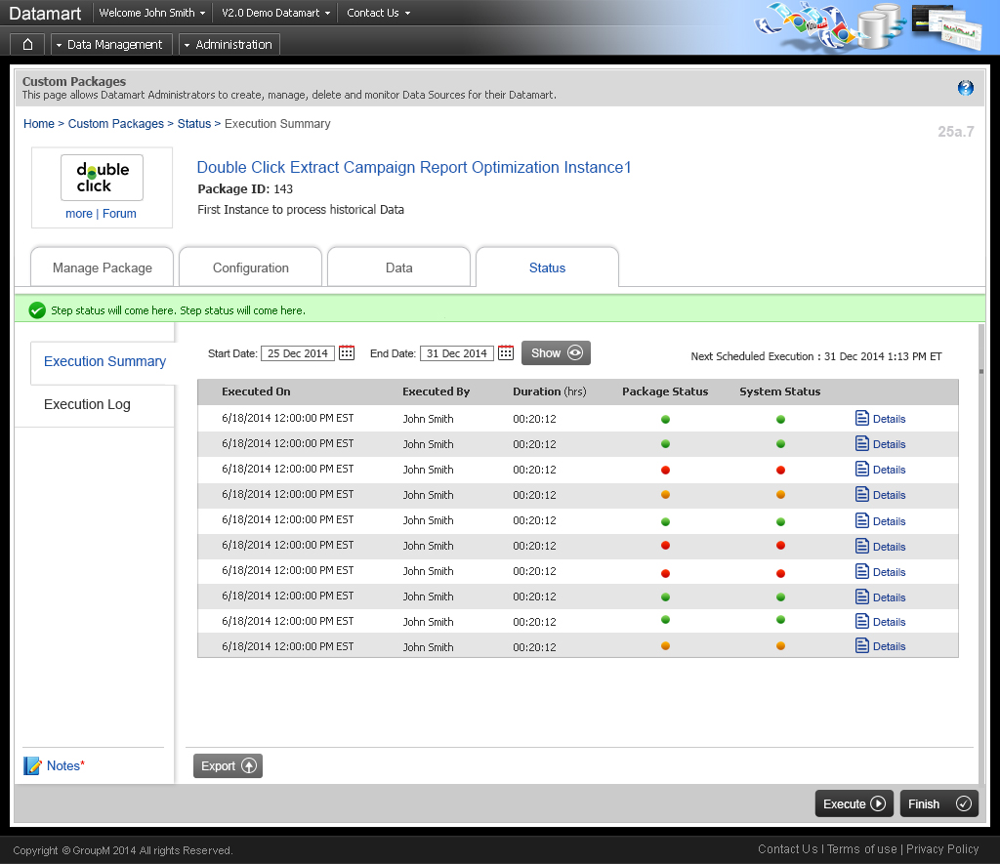 Datamart Welcome John Smith V2.0 Demo Datamart Contact Us
Data Management Administration
Custom Packages
This page allows Datamart Administrators to create, manage, delete and monitor Data Sources for their Datamart.
Home > Custom Packages > Status > Execution Summary
25a.7
double
click
more | Forum
Double Click Extract Campaign Report Optimization Instance1
Package ID: 143
First Instance to process historical Data
Manage Package Configuration Data Status
Step status will come here. Step status will come here.
Execution Summary
Execution Log
Start Date: 25 Dec 2014 End Date: 31 Dec 2014 Show
Next Scheduled Execution : 31 Dec 2014 1:13 PM ET
Executed On Executed By Duration (hrs) Package Status System Status
6/18/2014 12:00:00 PM EST John Smith 00:20:12 Details
6/18/2014 12:00:00 PM EST John Smith 00:20:12 Details
6/18/2014 12:00:00 PM EST John Smith 00:20:12 Details
6/18/2014 12:00:00 PM EST John Smith 00:20:12 Details
6/18/2014 12:00:00 PM EST John Smith 00:20:12 Details
6/18/2014 12:00:00 PM EST John Smith 00:20:12 Details
6/18/2014 12:00:00 PM EST John Smith 00:20:12 Details
6/18/2014 12:00:00 PM EST John Smith 00:20:12 Details
6/18/2014 12:00:00 PM EST John Smith 00:20:12 Details
6/18/2014 12:00:00 PM EST John Smith 00:20:12 Details
Notes*
Export
Execute Finish
Copyright © GroupM 2014 All rights Reserved.
Contact Us | Terms of use | Privacy Policy